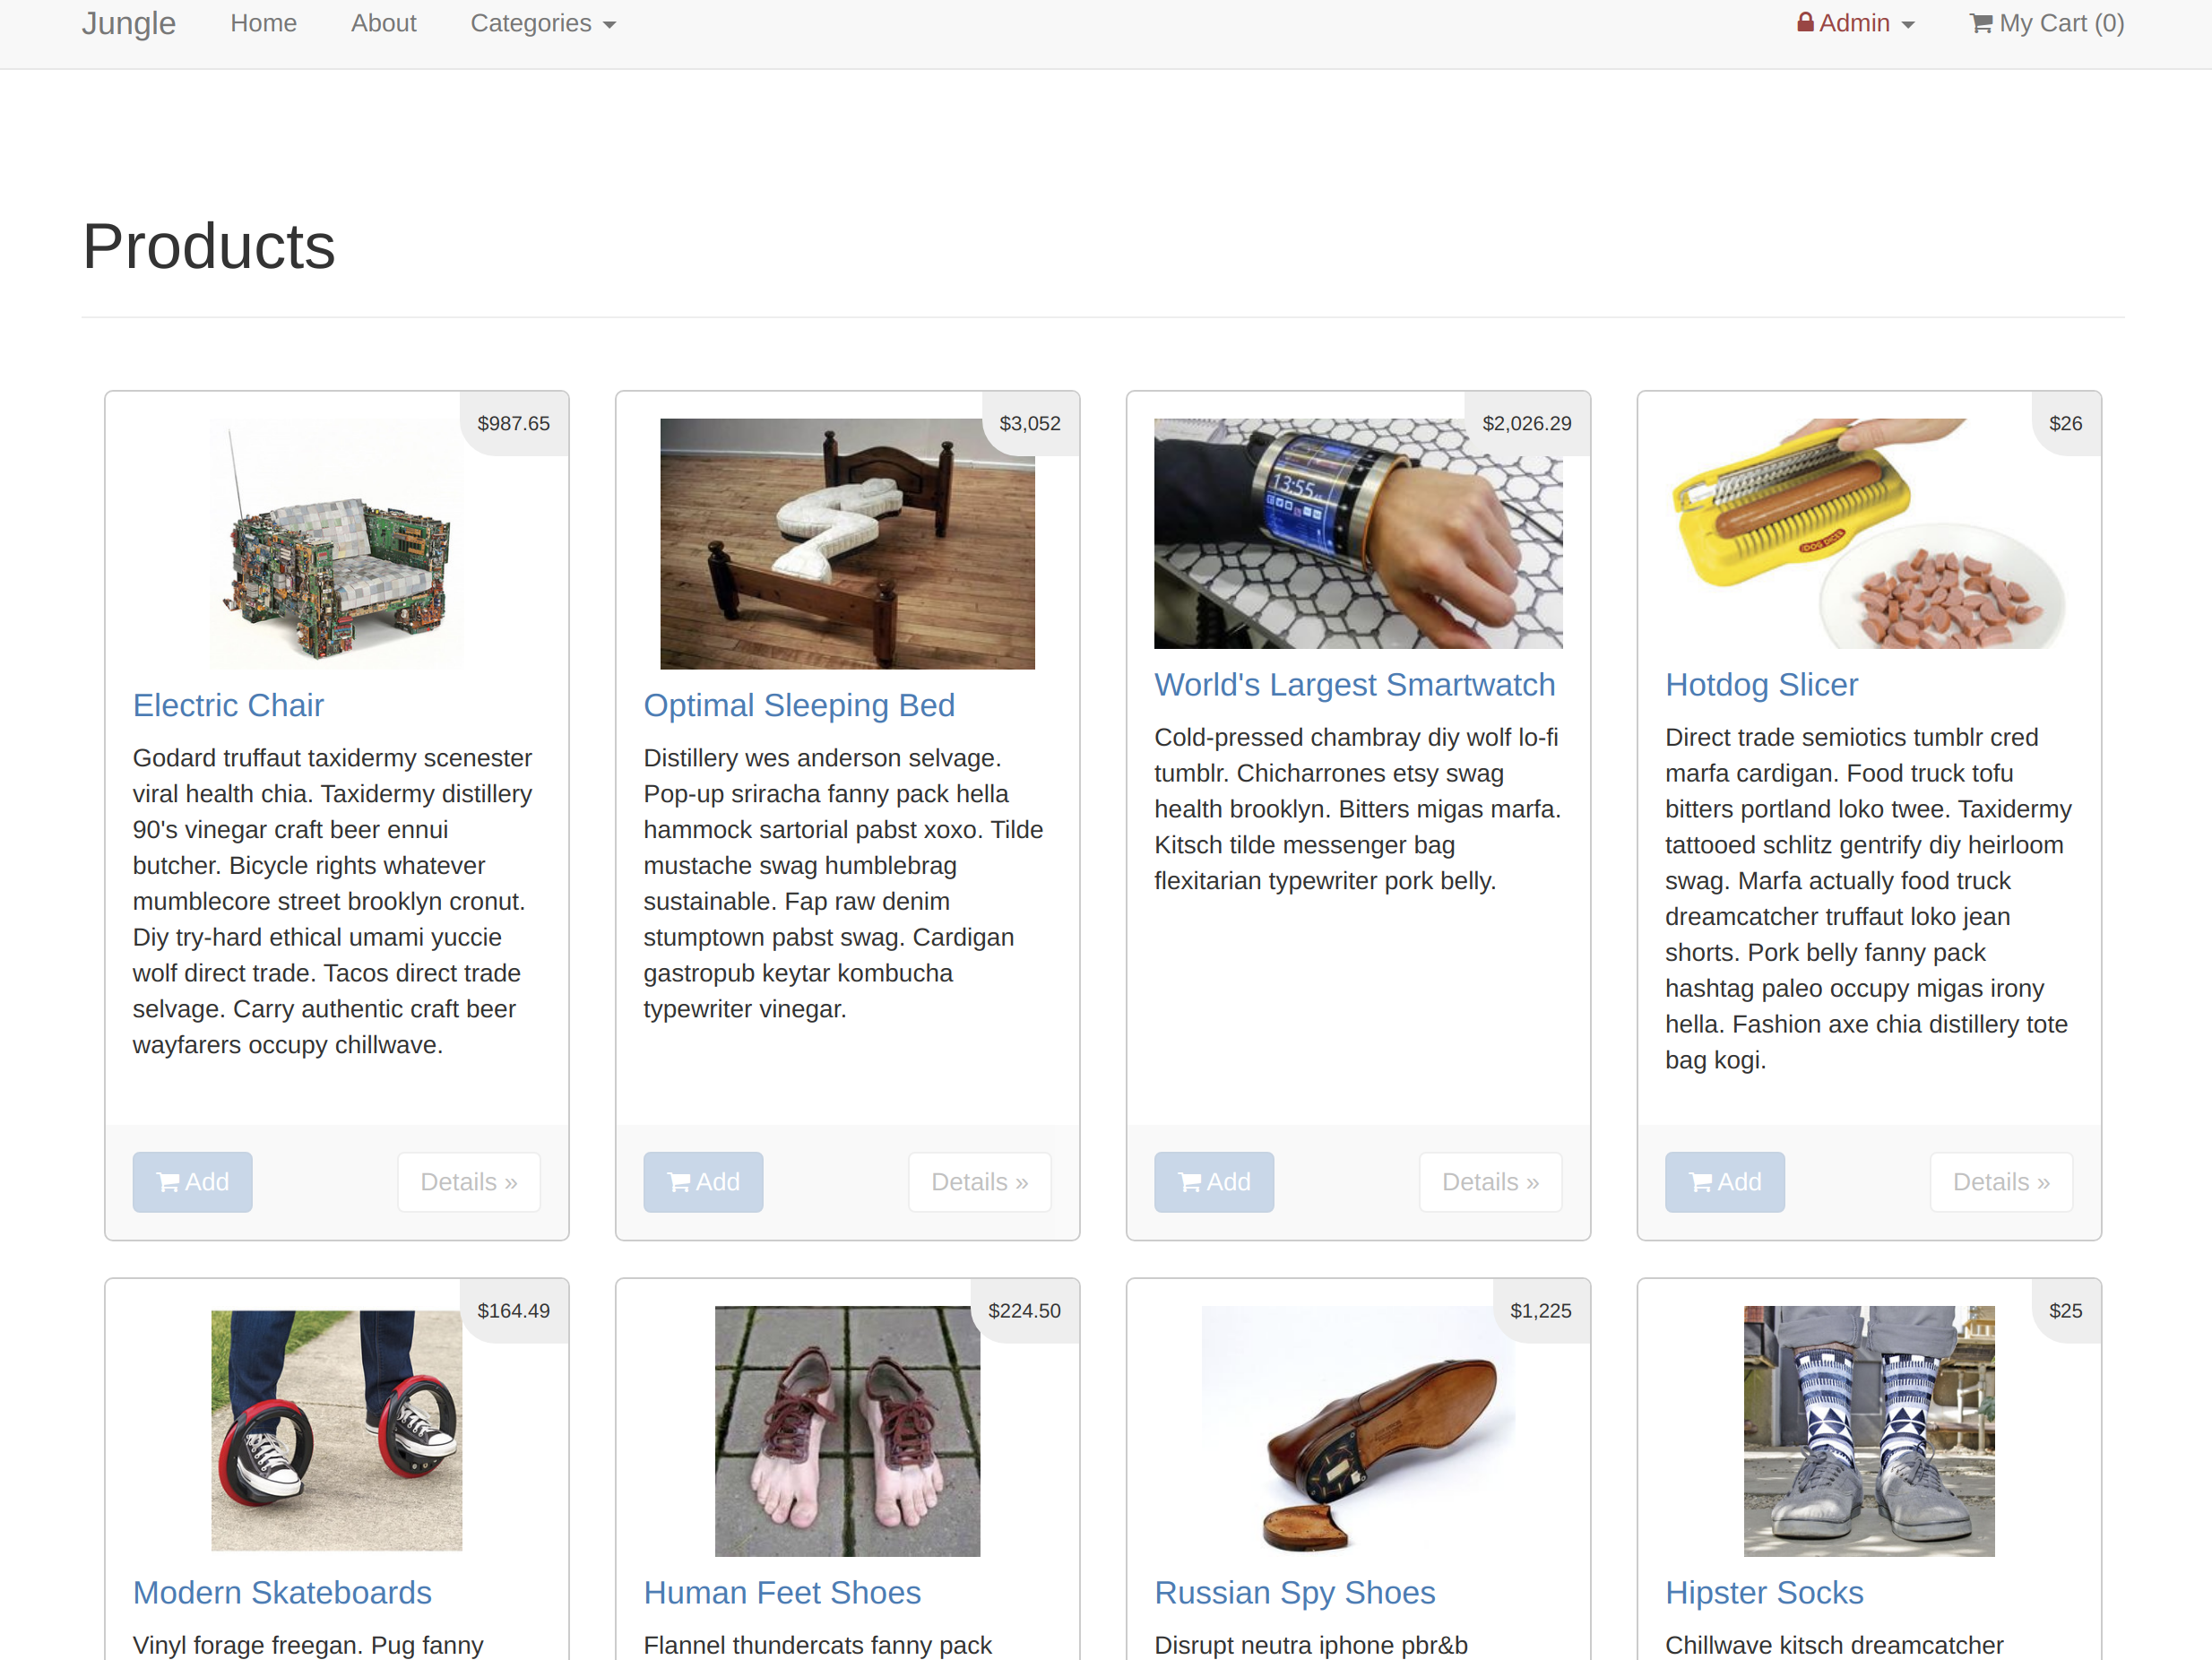 Jungle Home About Categories Admin My Cart (0)
Products
$987.65
Electric Chair
Godard truffaut taxidermy scenester
viral health chia. Taxidermy distillery
90's vinegar craft beer ennui
butcher. Bicycle rights whatever
mumblecore street brooklyn cronut.
Diy try-hard ethical umami yuccie
wolf direct trade. Tacos direct trade
selvage. Carry authentic craft beer
wayfarers occupy chillwave.
Add Details »
$3,052
Optimal Sleeping Bed
Distillery wes anderson selvage.
Pop-up sriracha fanny pack hella
hammock sartorial pabst xoxo. Tilde
mustache swag humblebrag
sustainable. Fap raw denim
stumptown pabst swag. Cardigan
gastropub keytar kombucha
typewriter vinegar.
Add Details »
$2,026.29
13:55
World's Largest Smartwatch
Cold-pressed chambray diy wolf lo-fi
tumblr. Chicharrones etsy swag
health brooklyn. Bitters migas marfa.
Kitsch tilde messenger bag
flexitarian typewriter pork belly.
Add Details »
$26
DOG DICER
Hotdog Slicer
Direct trade semiotics tumblr cred
marfa cardigan. Food truck tofu
bitters portland loko twee. Taxidermy
tattooed schlitz gentrify diy heirloom
swag. Marfa actually food truck
dreamcatcher truffaut loko jean
shorts. Pork belly fanny pack
hashtag paleo occupy migas irony
hella. Fashion axe chia distillery tote
bag kogi.
Add Details »
$164.49
Modern Skateboards
Vinyl forage freegan. Pug fanny
$224.50
Human Feet Shoes
Flannel thundercats fanny pack
$1,225
Russian Spy Shoes
Disrupt neutra iphone pbr&b
$25
Hipster Socks
Chillwave kitsch dreamcatcher